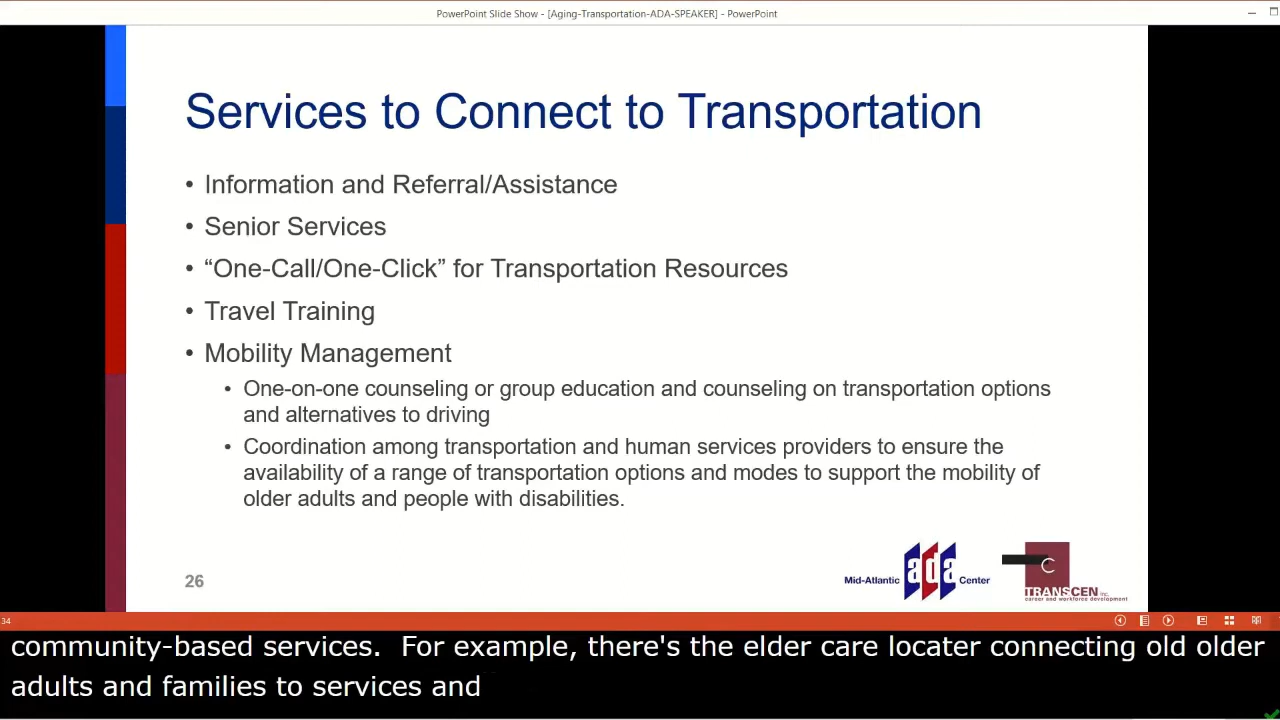 PowerPoint Slide Show - [Aging-Transportation-ADA-SPEAKER] - PowerPoint
Services to Connect to Transportation
• Information and Referral/Assistance
• Senior Services
• “One-Call/One-Click” for Transportation Resources
• Travel Training
• Mobility Management
• One-on-one counseling or group education and counseling on transportation options
and alternatives to driving
• Coordination among transportation and human services providers to ensure the
availability of a range of transportation options and modes to support the mobility of
older adults and people with disabilities.
26
Mid-Atlantic ada Center
C
TRANSCEN inc.
career and workforce development
34
community-based services.  For example, there's the elder care locater connecting old older
adults and families to services and